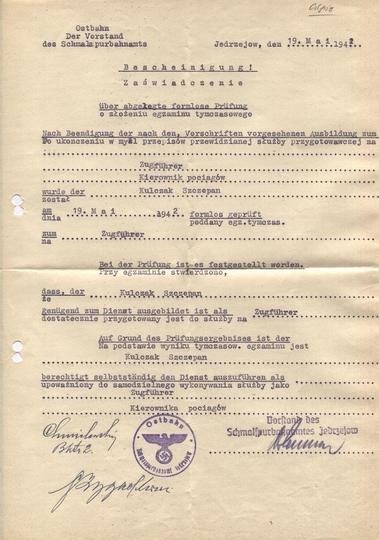 Odpis
Ostbahn
Der Vorstand
des Schmalspurbahnamts
Jedrzejow, den 19. Mai 1942
Bescheinigung!
Zaświadczenie
über abgelegte formlose Prüfung
o złożeniu egzaminu tymczasowego
Nach Beendigung der nach den, Vorschriften vorgesehenen Ausbildung zum
Po ukończeniu w myśl przepisów przewidzianej służby przygotowawczej na
Zugführer
Kierownik pociągów
wurde der Kulczak Szczepan
został
am 19. Mai 1942 formlos geprüft
dnia poddany egz.tymczas.
zum Zugführer
na
Bei der Prüfung ist es festgestellt worden.
Przy egzaminie stwierdzono,
dass, der Kulczak Szczepan
że
genügend zum Dienst ausgebildet ist als Zugführer
dostatecznie przygotowany jest do służby na
Auf Grund des Prüfungsergebnises ist der
Na podstawie wyniku tymczasow. egzaminu jest
Kulczak Szczepan
berechtigt selbstständig den Dienst auszuführen als
upoważniony do samodzielnego wykonywania służby jako
Zugführer
Kierownika pociągów
Ostbahn
Vorstand des
Schmalspurbahnamtes Jedrzejow